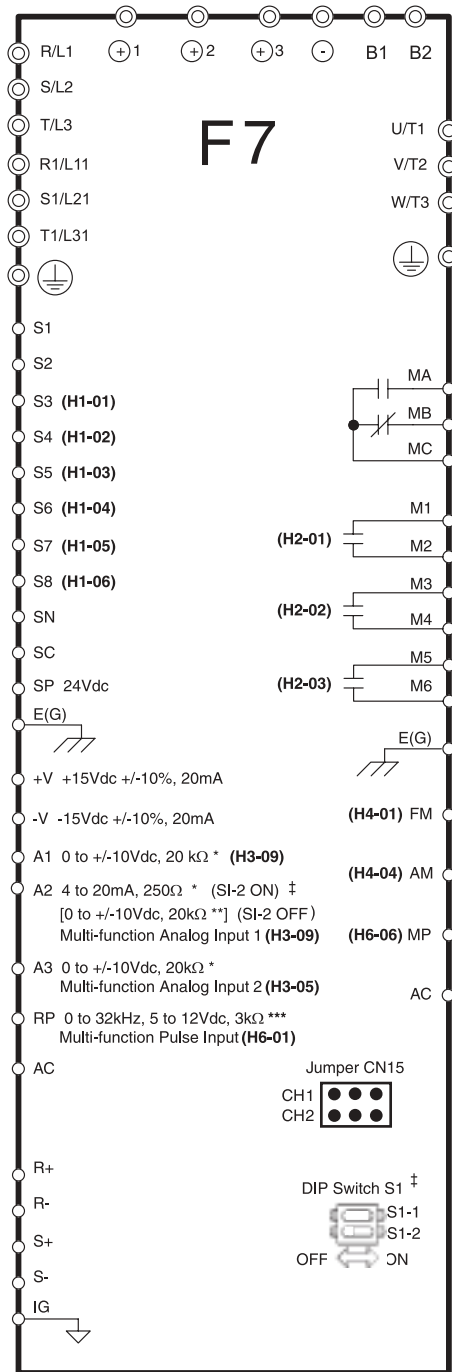 R/L1
+ 1
+ 2
+ 3
-
B1
B2
S/L2
T/L3
F7
U/T1
R1/L11
V/T2
S1/L21
W/T3
T1/L31
S1
S2
MA
S3 (H1-01)
MB
S4 (H1-02)
MC
S5 (H1-03)
S6 (H1-04)
M1
S7 (H1-05)
(H2-01)
M2
S8 (H1-06)
M3
SN
(H2-02)
M4
SC
M5
SP 24Vdc
(H2-03)
M6
E(G)
E(G)
+V +15Vdc +/-10%, 20mA
-V -15Vdc +/-10%, 20mA
(H4-01) FM
A1 0 to +/-10Vdc, 20 kΩ * (H3-09)
(H4-04) AM
A2 4 to 20mA, 250Ω * (SI-2 ON) ‡
[0 to +/-10Vdc, 20kΩ **] (SI-2 OFF)
Multi-function Analog Input 1 (H3-09)
(H6-06) MP
A3 0 to +/-10Vdc, 20kΩ *
Multi-function Analog Input 2 (H3-05)
AC
RP 0 to 32kHz, 5 to 12Vdc, 3kΩ ***
Multi-function Pulse Input (H6-01)
AC
Jumper CN15
CH1
CH2
R+
R-
DIP Switch S1 ‡
S1-1
S+
S1-2
OFF
ON
S-
IG